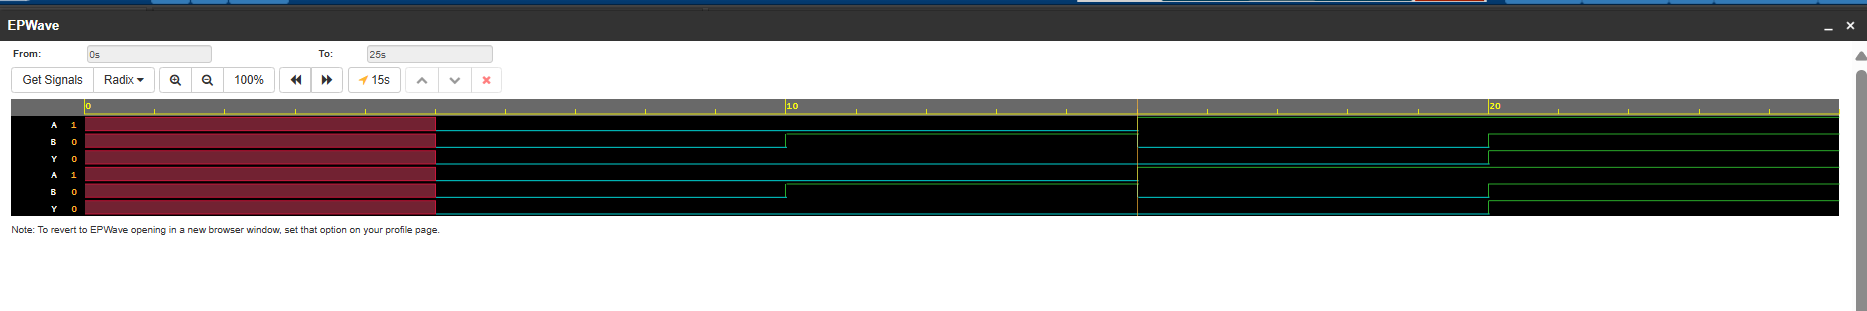 EPWave
From: 0s To: 25s
Get Signals Radix 100% 15s
0 10 20
A 1
B 0
Y 0
A 1
B 0
Y 0
Note: To revert to EPWave opening in a new browser window, set that option on your profile page.